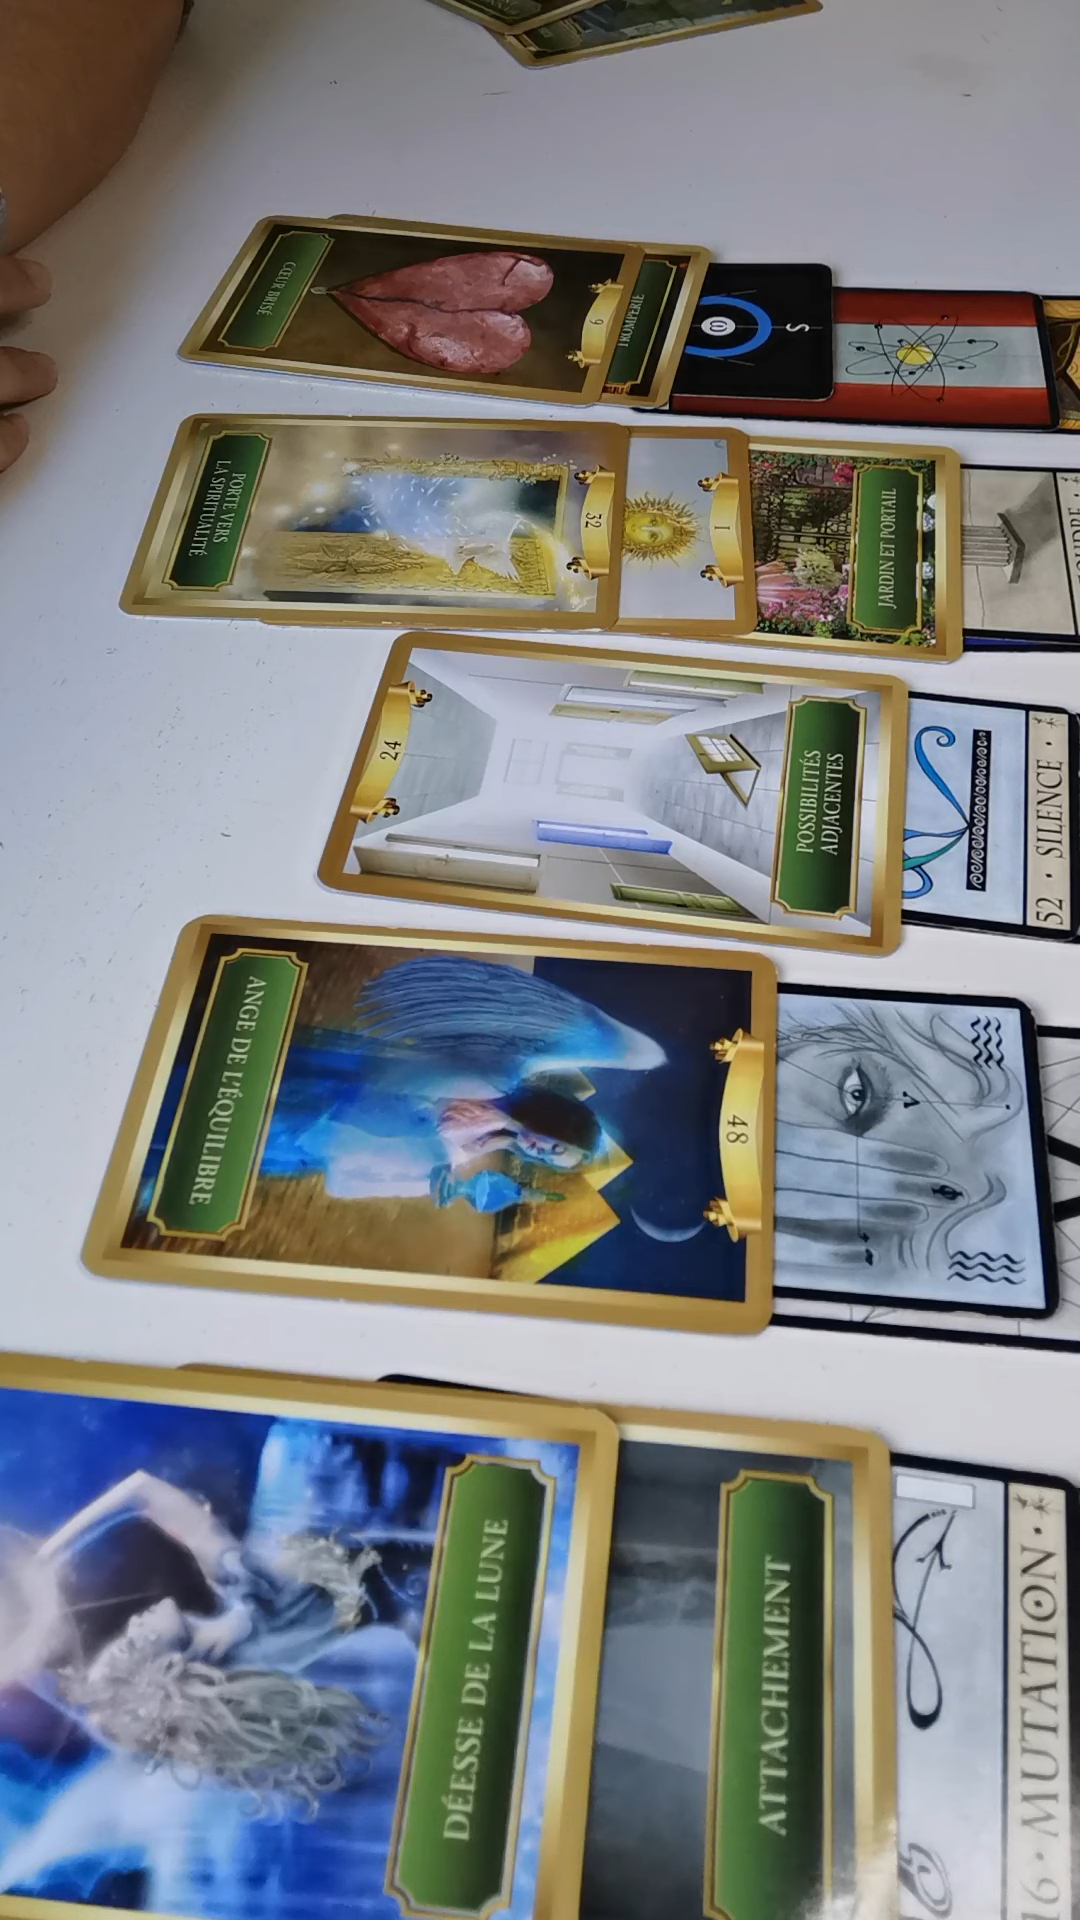 CŒUR BRISÉ
9
TROMPERIE
S
PORTE VERS
LA SPIRITUALITÉ
32
1
JARDIN ET PORTAIL
24
POSSIBILITÉS
ADJACENTES
52 · SILENCE ·
ANGE DE L'ÉQUILIBRE
48
DÉESSE DE LA LUNE
ATTACHEMENT
16 · MUTATION ·